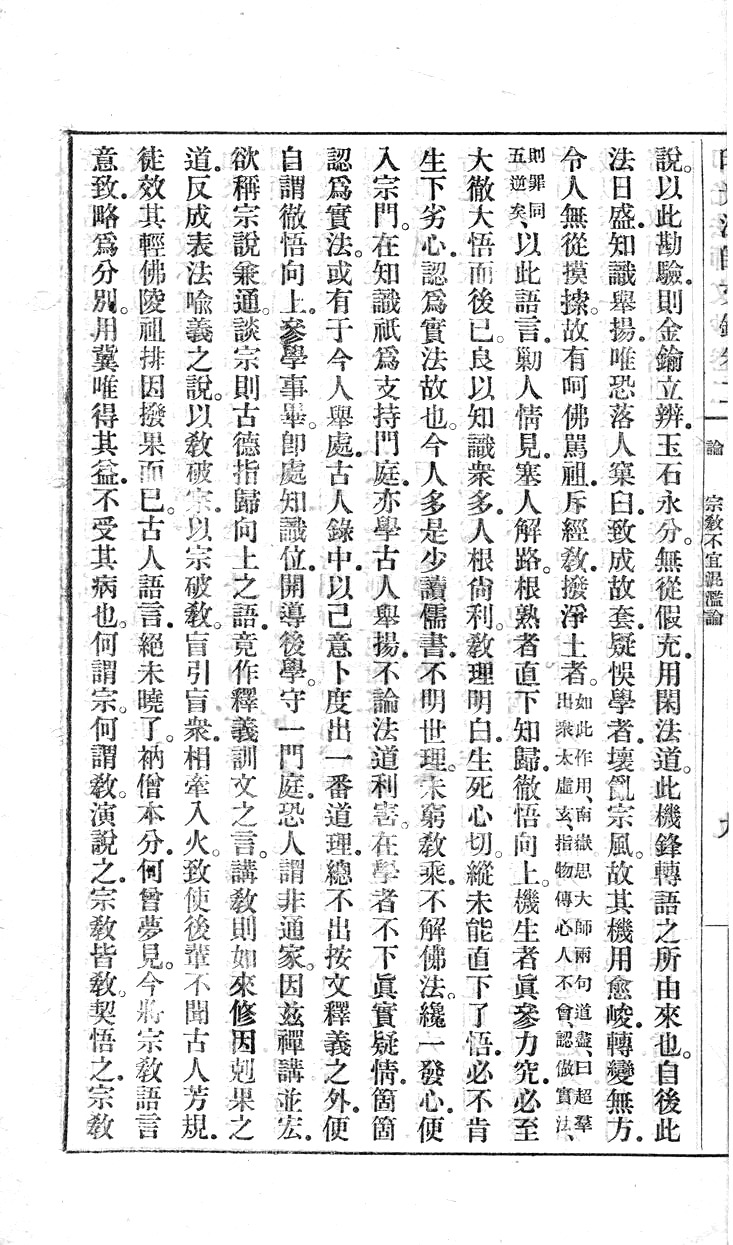 論 宗教不宜混濫論
說。以此勘驗。則金鍮立辨。玉石永分。無從假充。用閑法道。此機鋒轉語之所由來也。自後此
法日盛。知識舉揚。唯恐落人窠臼。致成故套。疑悞學者。壞亂宗風。故其機用愈峻。轉變無方。
令人無從摸摸。故有呵佛罵祖。斥經教。撥淨土者。如此作用、南嶽思大師兩句道盡、曰超羣出衆太虛玄、指物傳心人不會、認做實法、
則罪同五逆矣、以此語言。勦人情見。塞人解路。根熟者直下知歸。徹悟向上。機生者眞參力究。必至
大徹大悟而後已。良以知識衆多。人根尙利。教理明白。生死心切。縱未能直下了悟。必不肯
生下劣心。認爲實法故也。今人多是少讀儒書。不明世理。未窮教乘。不解佛法。纔一發心。便
入宗門。在知識祇爲支持門庭。亦學古人舉揚。不論法道利害。在學者不下眞實疑情。箇箇
認爲實法。或有于今人舉處。古人錄中。以己意卜度出一番道理。總不出按文釋義之外。便
自謂徹悟向上。參學事畢。卽處知識位。開導後學。守一門庭。恐人謂非通家。因玆禪講並宏。
欲稱宗說兼通。談宗則古德指歸向上之語。竟作釋義訓文之言。講教則如來修因剋果之
道。反成表法喩義之說。以教破宗。以宗破教。盲引盲衆。相牽入火。致使後輩不聞古人芳規。
徒效其輕佛陵祖。排因撥果而已。古人語言。絕未曉了。衲僧本分。何曾夢見。今將宗教語言
意致。略爲分別。用冀唯得其益。不受其病也。何謂宗。何謂教。演說之。宗教皆教。契悟之。宗教